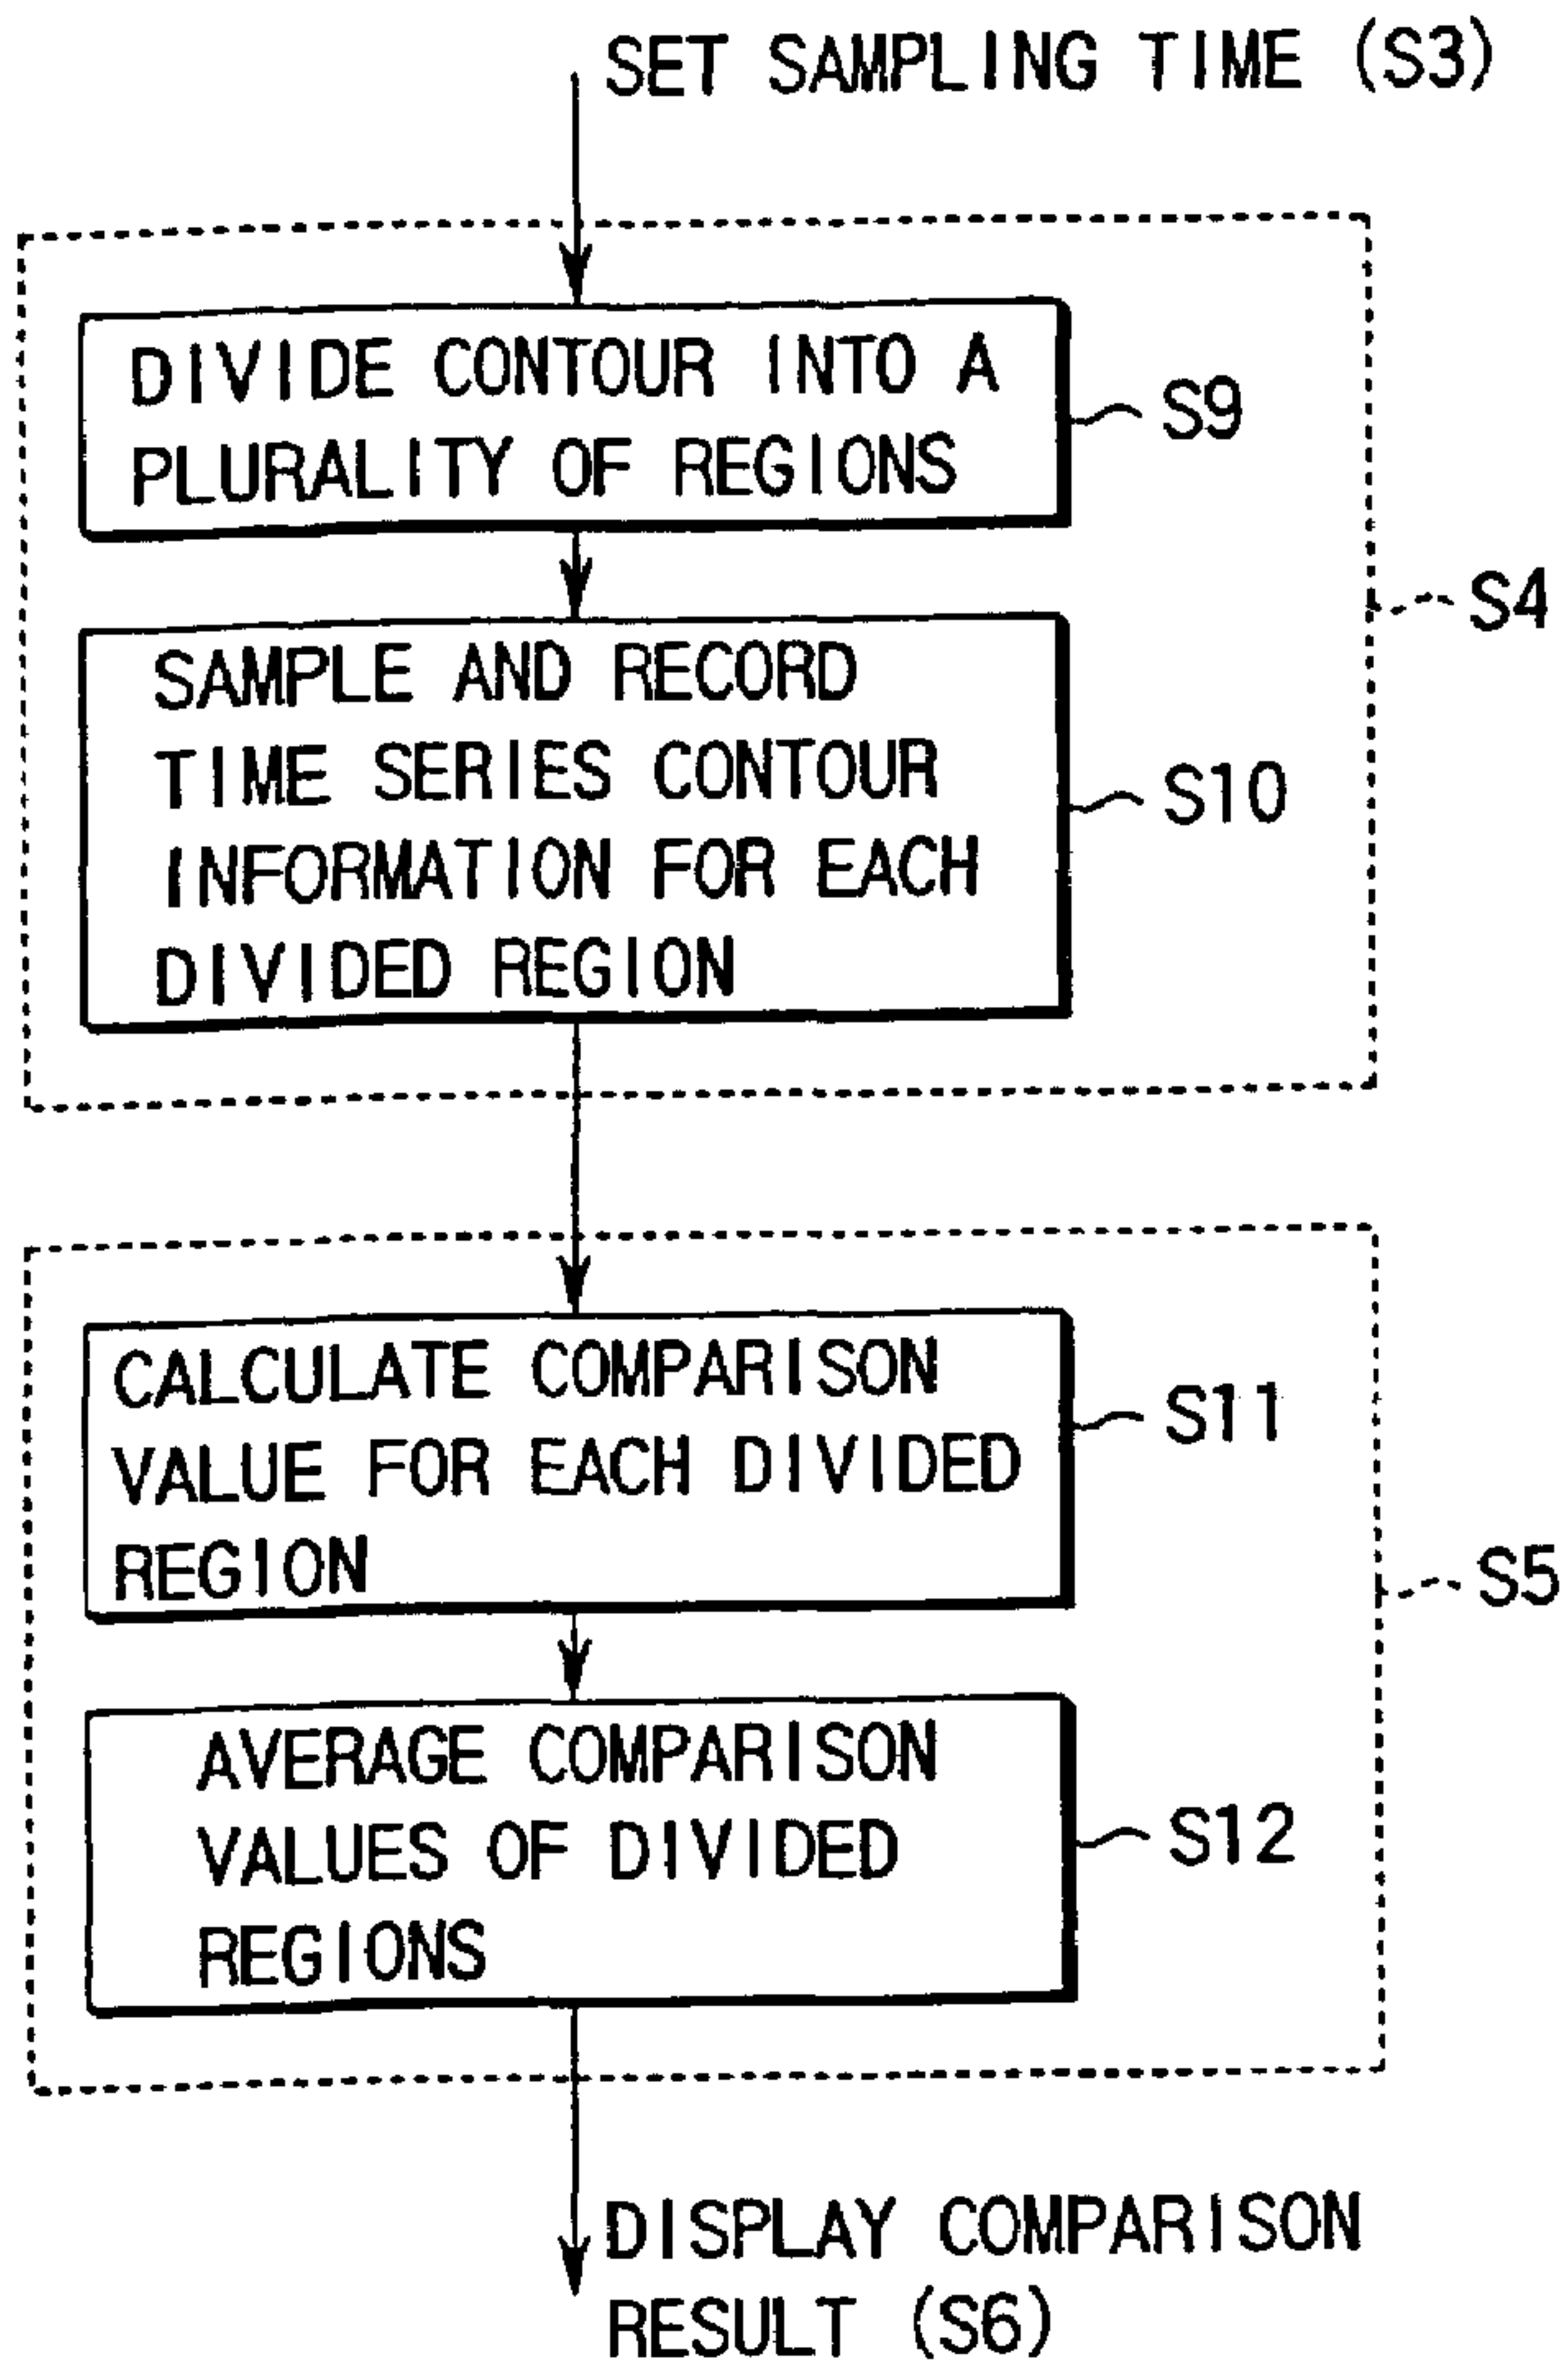 SET SAMPLING TIME (S3)
DIVIDE CONTOUR INTO A
PLURALITY OF REGIONS
S9
S4
SAMPLE AND RECORD
TIME SERIES CONTOUR
INFORMATION FOR EACH
DIVIDED REGION
S10
CALCULATE COMPARISON
VALUE FOR EACH DIVIDED
REGION
S11
S5
AVERAGE COMPARISON
VALUES OF DIVIDED
REGIONS
S12
DISPLAY COMPARISON
RESULT (S6)